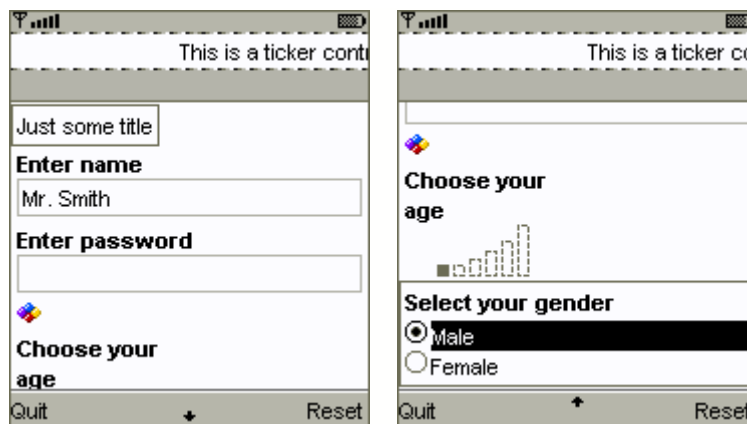 This is a ticker cont
Just some title
Enter name
Mr. Smith
Enter password
Choose your
age
Quit Reset
This is a ticker co
Choose your
age
Select your gender
Male
Female
Quit Reset